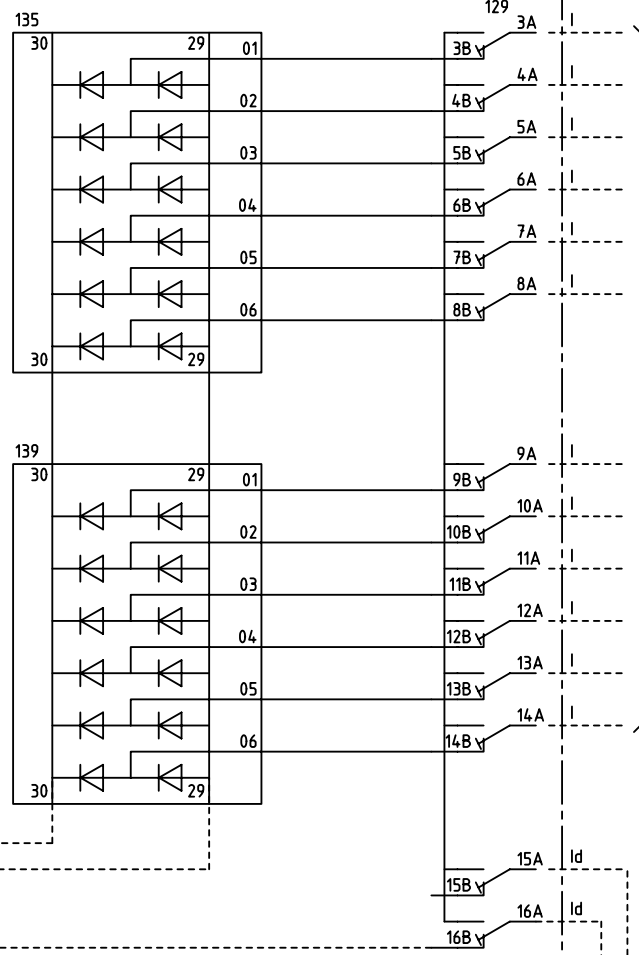 129
135
3A I
30 29 01
3B
4A I
02
4B
5A I
03
5B
6A I
04
6B
7A I
05
7B
8A I
06
8B
30 29
139
9A I
30 29 01
9B
10A I
02
10B
11A I
03
11B
12A I
04
12B
13A I
05
13B
14A I
06
14B
30 29
15A Id
15B
16A Id
16B